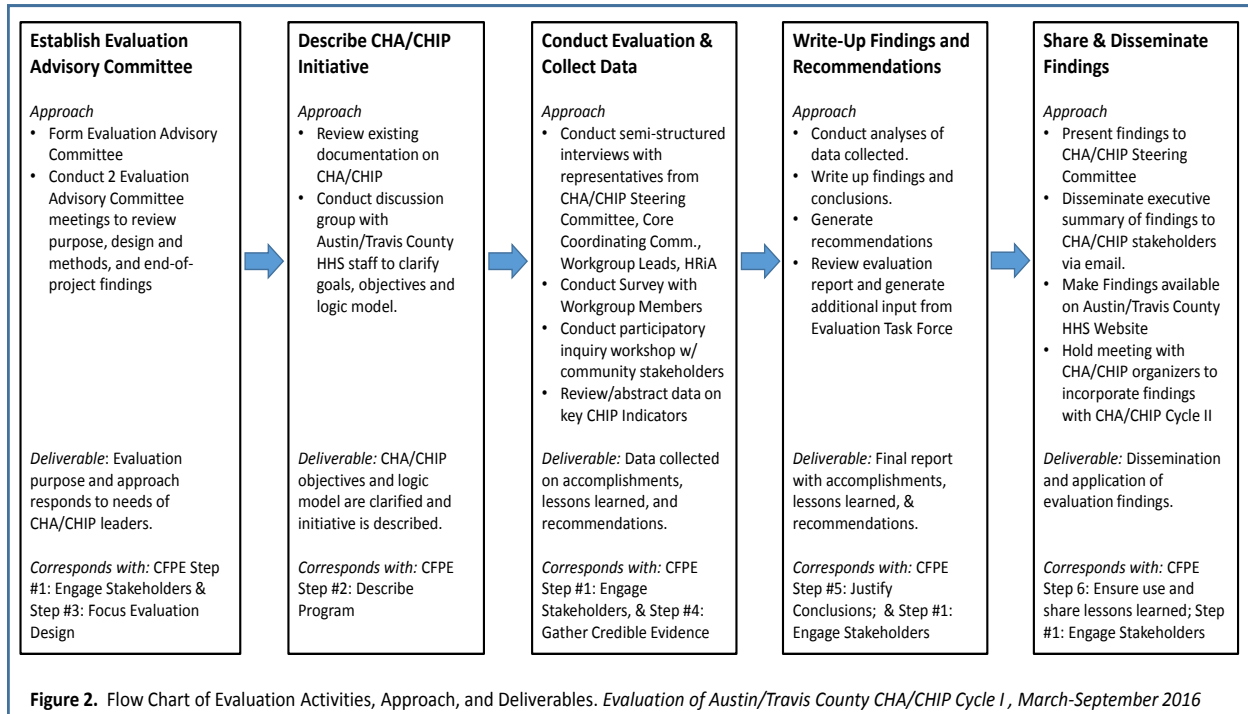 Establish Evaluation
Advisory Committee
Approach
• Form Evaluation Advisory
Committee
• Conduct 2 Evaluation
Advisory Committee
meetings to review
purpose, design and
methods, and end-of-
project findings
Deliverable: Evaluation
purpose and approach
responds to needs of
CHA/CHIP leaders.
Corresponds with: CFPE Step
#1: Engage Stakeholders &
Step #3: Focus Evaluation
Design
Describe CHA/CHIP
Initiative
Approach
• Review existing
documentation on
CHA/CHIP
• Conduct discussion
group with
Austin/Travis County
HHS staff to clarify
goals, objectives and
logic model.
Deliverable: CHA/CHIP
objectives and logic
model are clarified and
initiative is described.
Corresponds with: CFPE
Step #2: Describe
Program
Conduct Evaluation &
Collect Data
Approach
• Conduct semi-structured
interviews with
representatives from
CHA/CHIP Steering
Committee, Core
Coordinating Comm.,
Workgroup Leads, HRiA
• Conduct Survey with
Workgroup Members
• Conduct participatory
inquiry workshop w/
community stakeholders
• Review/abstract data on
key CHIP Indicators
Deliverable: Data collected
on accomplishments,
lessons learned, and
recommendations.
Corresponds with: CFPE
Step #1: Engage
Stakeholders, & Step #4:
Gather Credible Evidence
Write-Up Findings and
Recommendations
Approach
• Conduct analyses of
data collected.
• Write up findings and
conclusions.
• Generate
recommendations
• Review evaluation
report and generate
additional input from
Evaluation Task Force
Deliverable: Final report
with accomplishments,
lessons learned, &
recommendations.
Corresponds with: CFPE
Step #5: Justify
Conclusions; & Step #1:
Engage Stakeholders
Share & Disseminate
Findings
Approach
• Present findings to
CHA/CHIP Steering
Committee
• Disseminate executive
summary of findings to
CHA/CHIP stakeholders
via email.
• Make Findings available
on Austin/Travis County
HHS Website
• Hold meeting with
CHA/CHIP organizers to
incorporate findings
with CHA/CHIP Cycle II
Deliverable: Dissemination
and application of
evaluation findings.
Corresponds with: CFPE
Step 6: Ensure use and
share lessons learned; Step
#1: Engage Stakeholders
Figure 2. Flow Chart of Evaluation Activities, Approach, and Deliverables. Evaluation of Austin/Travis County CHA/CHIP Cycle I , March-September 2016